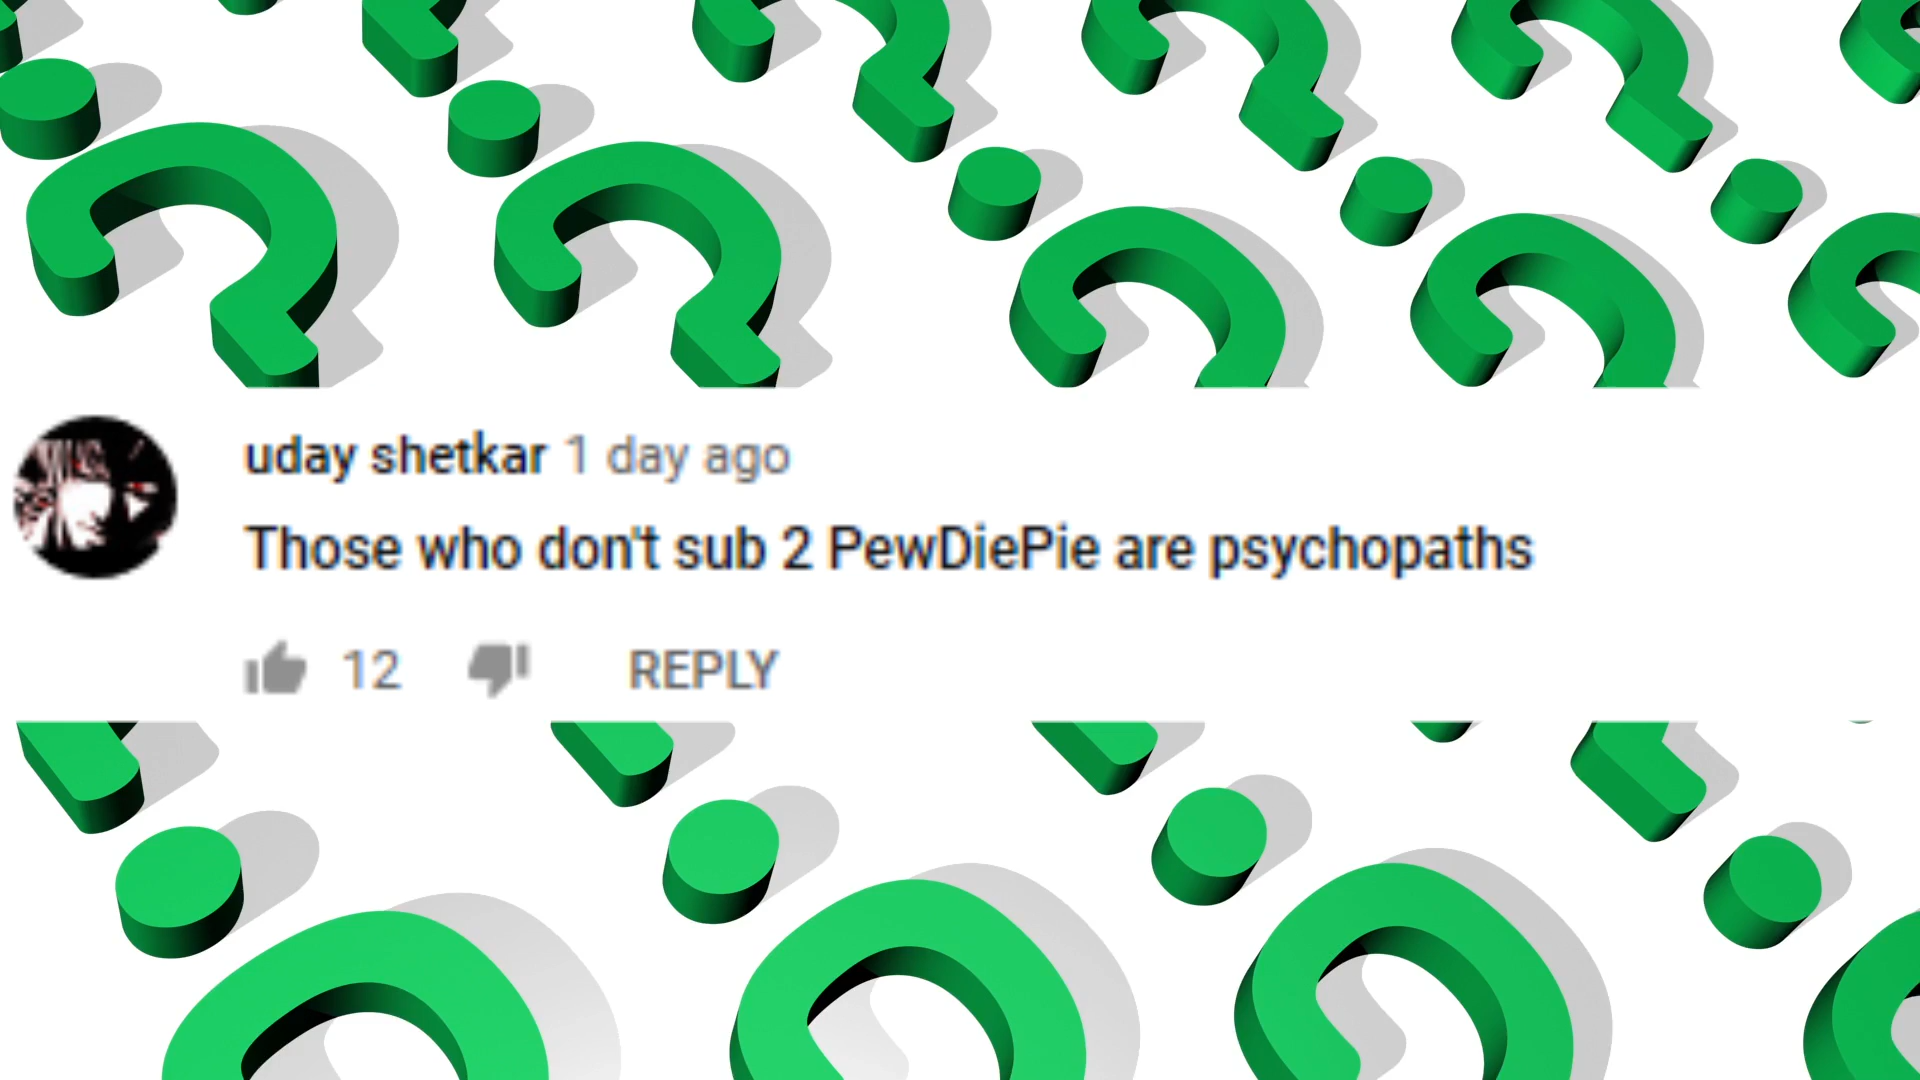 uday shetkar 1 day ago
Those who don't sub 2 PewDiePie are psychopaths
12 REPLY